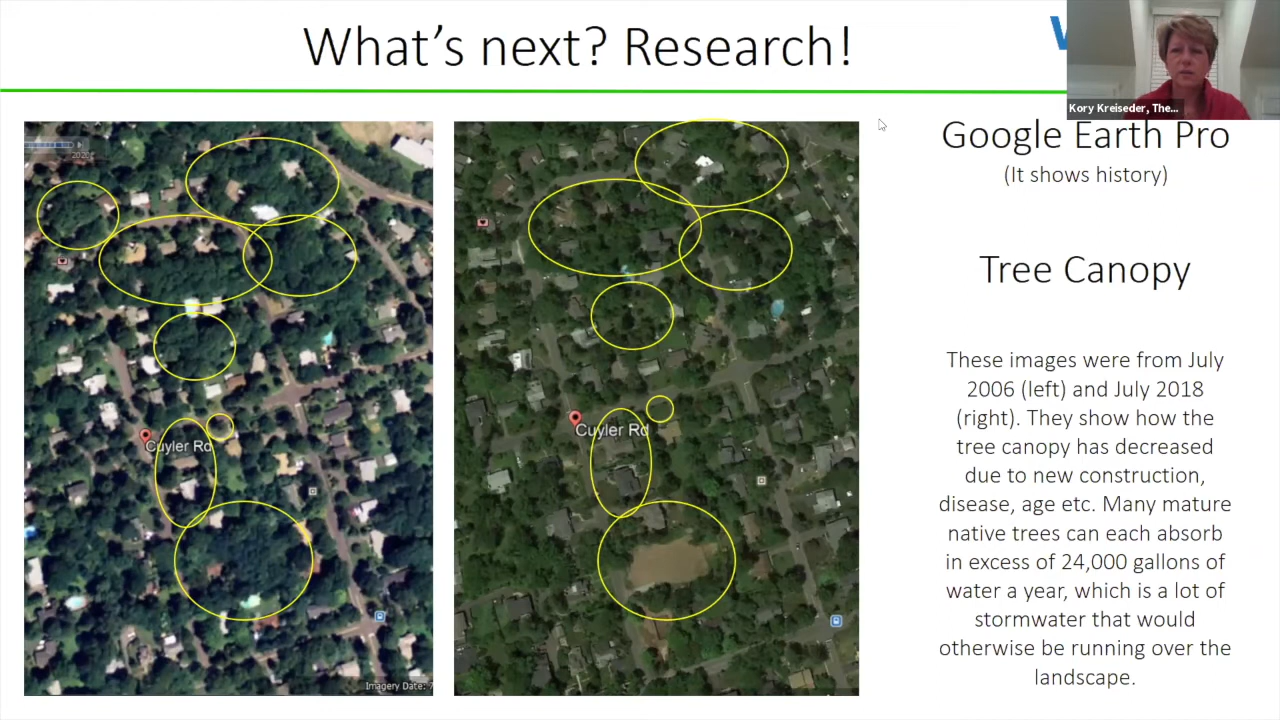 What's next? Research!
Kory Kreiseder, The...
Google Earth Pro
(It shows history)
Tree Canopy
These images were from July
2006 (left) and July 2018
(right). They show how the
tree canopy has decreased
due to new construction,
disease, age etc. Many mature
native trees can each absorb
in excess of 24,000 gallons of
water a year, which is a lot of
stormwater that would
otherwise be running over the
landscape.
Cuyler Rd
Imagery Date: 7
Cuyler Rd